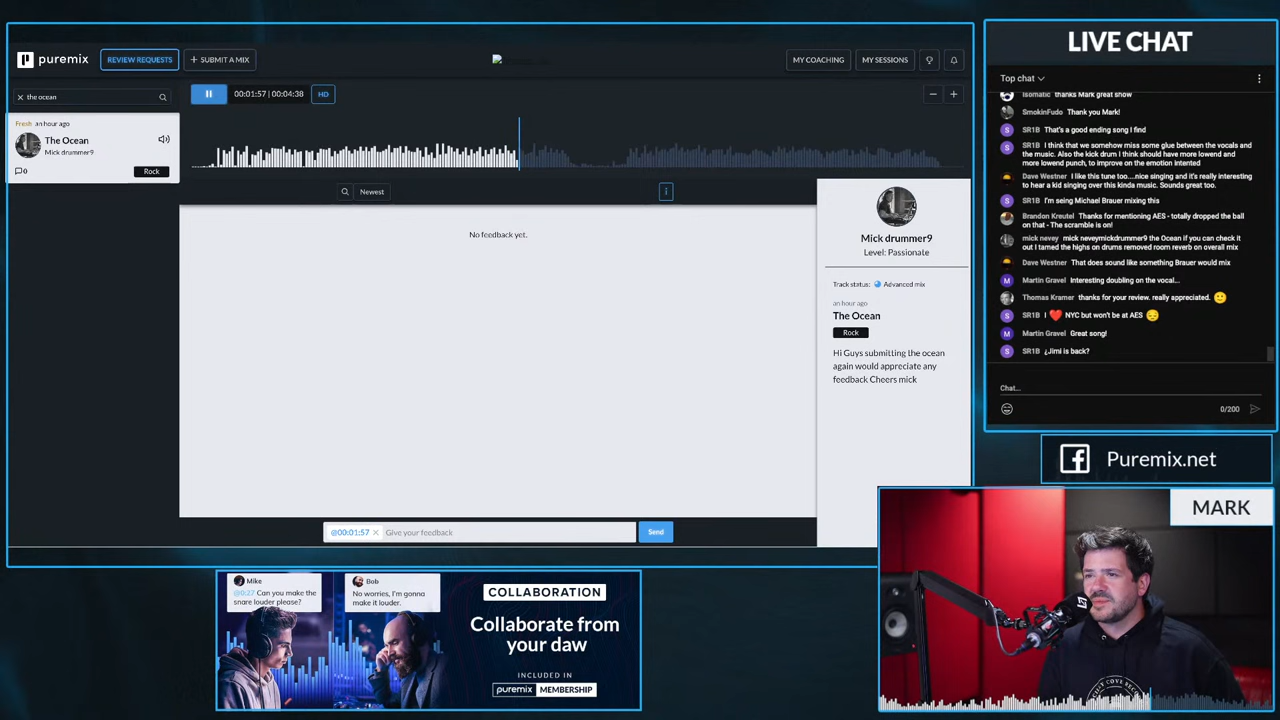 puremix
REVIEW REQUESTS
+ SUBMIT A MIX
MY COACHING
MY SESSIONS
the ocean
Fresh an hour ago
The Ocean
Mick drummer9
0
Rock
00:01:57 | 00:04:38
HD
Newest
No feedback yet.
@00:01:57
Give your feedback
Send
Mick drummer9
Level: Passionate
Track status: Advanced mix
an hour ago
The Ocean
Rock
Hi Guys submitting the ocean
again would appreciate any
feedback Cheers mick
LIVE CHAT
Top chat
Isomatic thanks Mark great show
SmokinFudo Thank you Mark!
SR1B That's a good ending song I find
SR1B I think that we somehow miss some glue between the vocals and
the music. Also the kick drum I think should have more lowend and
more lowend punch, to improve on the emotion intented
Dave Westner I like this tune too....nice singing and it's really interesting
to hear a kid singing over this kinda music. Sounds great too.
SR1B I'm seing Michael Brauer mixing this
Brandon Kreutel Thanks for mentioning AES - totally dropped the ball
on that - The scramble is on!
mick nevey mick neveymickdrummer9 the Ocean if you can check it
out I tamed the highs on drums removed room reverb on overall mix
Dave Westner That does sound like something Brauer would mix
Martin Gravel Interesting doubling on the vocal...
Thomas Kramer thanks for your review. really appreciated. 🙂
SR1B I ❤️ NYC but won't be at AES 😔
Martin Gravel Great song!
SR1B ¿Jimi is back?
Chat...
0/200
Puremix.net
MARK
Mike
@0:27 Can you make the
snare louder please?
Bob
No worries, I'm gonna
make it louder.
COLLABORATION
Collaborate from
your daw
INCLUDED IN
puremix MEMBERSHIP